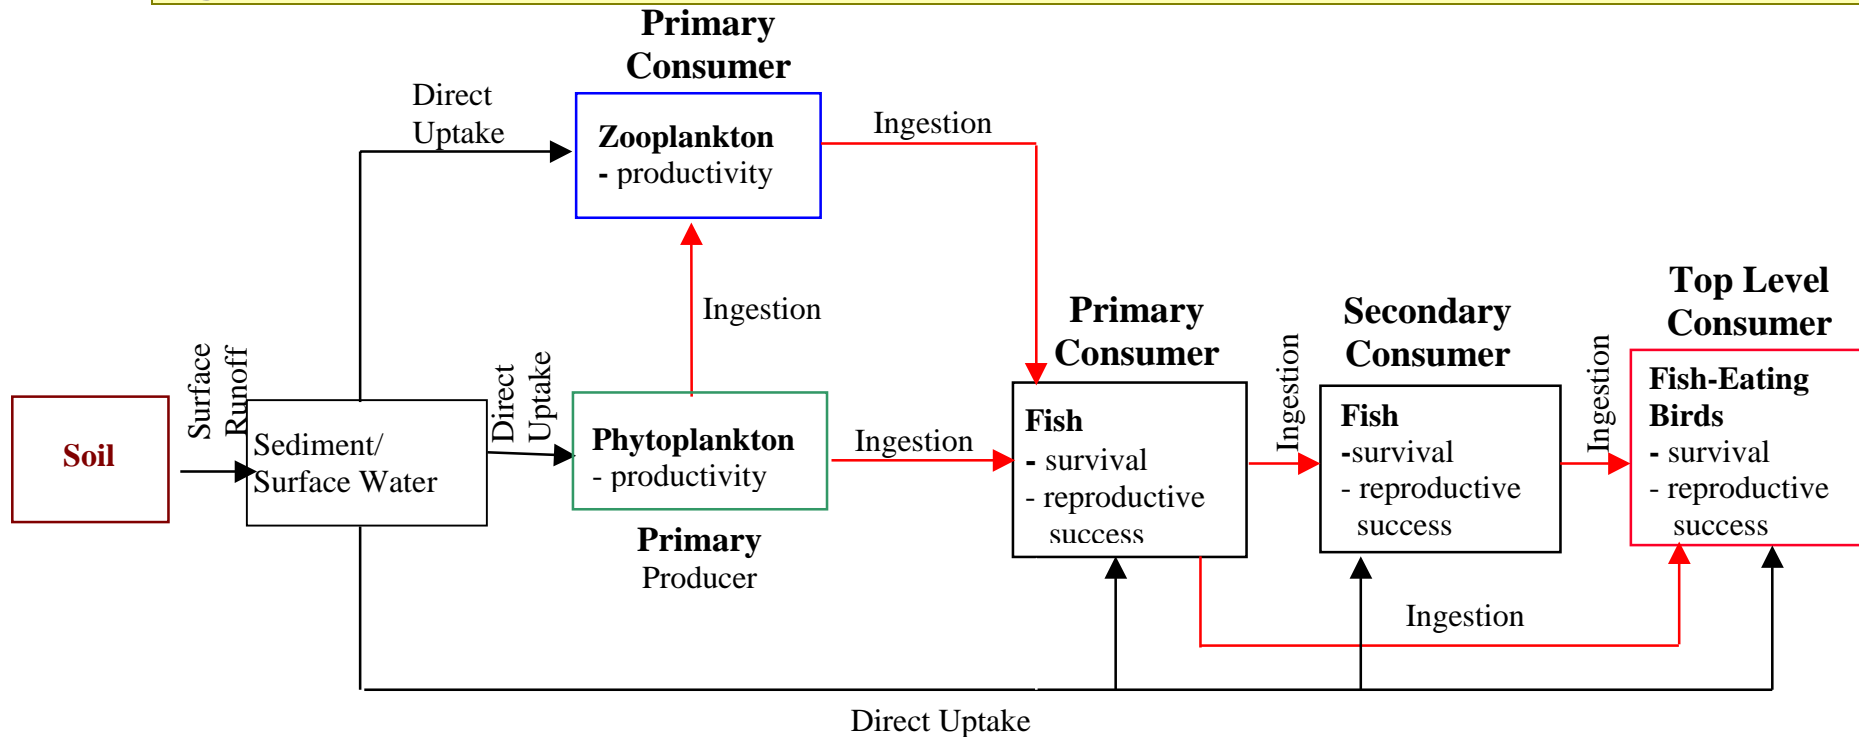 Primary
Consumer
Direct
Uptake
Zooplankton
- productivity
Ingestion
Ingestion
Soil
Surface
Runoff
Sediment/
Surface Water
Direct
Uptake
Phytoplankton
- productivity
Primary
Producer
Ingestion
Primary
Consumer
Fish
- survival
- reproductive
success
Ingestion
Secondary
Consumer
Fish
-survival
- reproductive
success
Ingestion
Top Level
Consumer
Fish-Eating
Birds
- survival
- reproductive
success
Ingestion
Direct Uptake